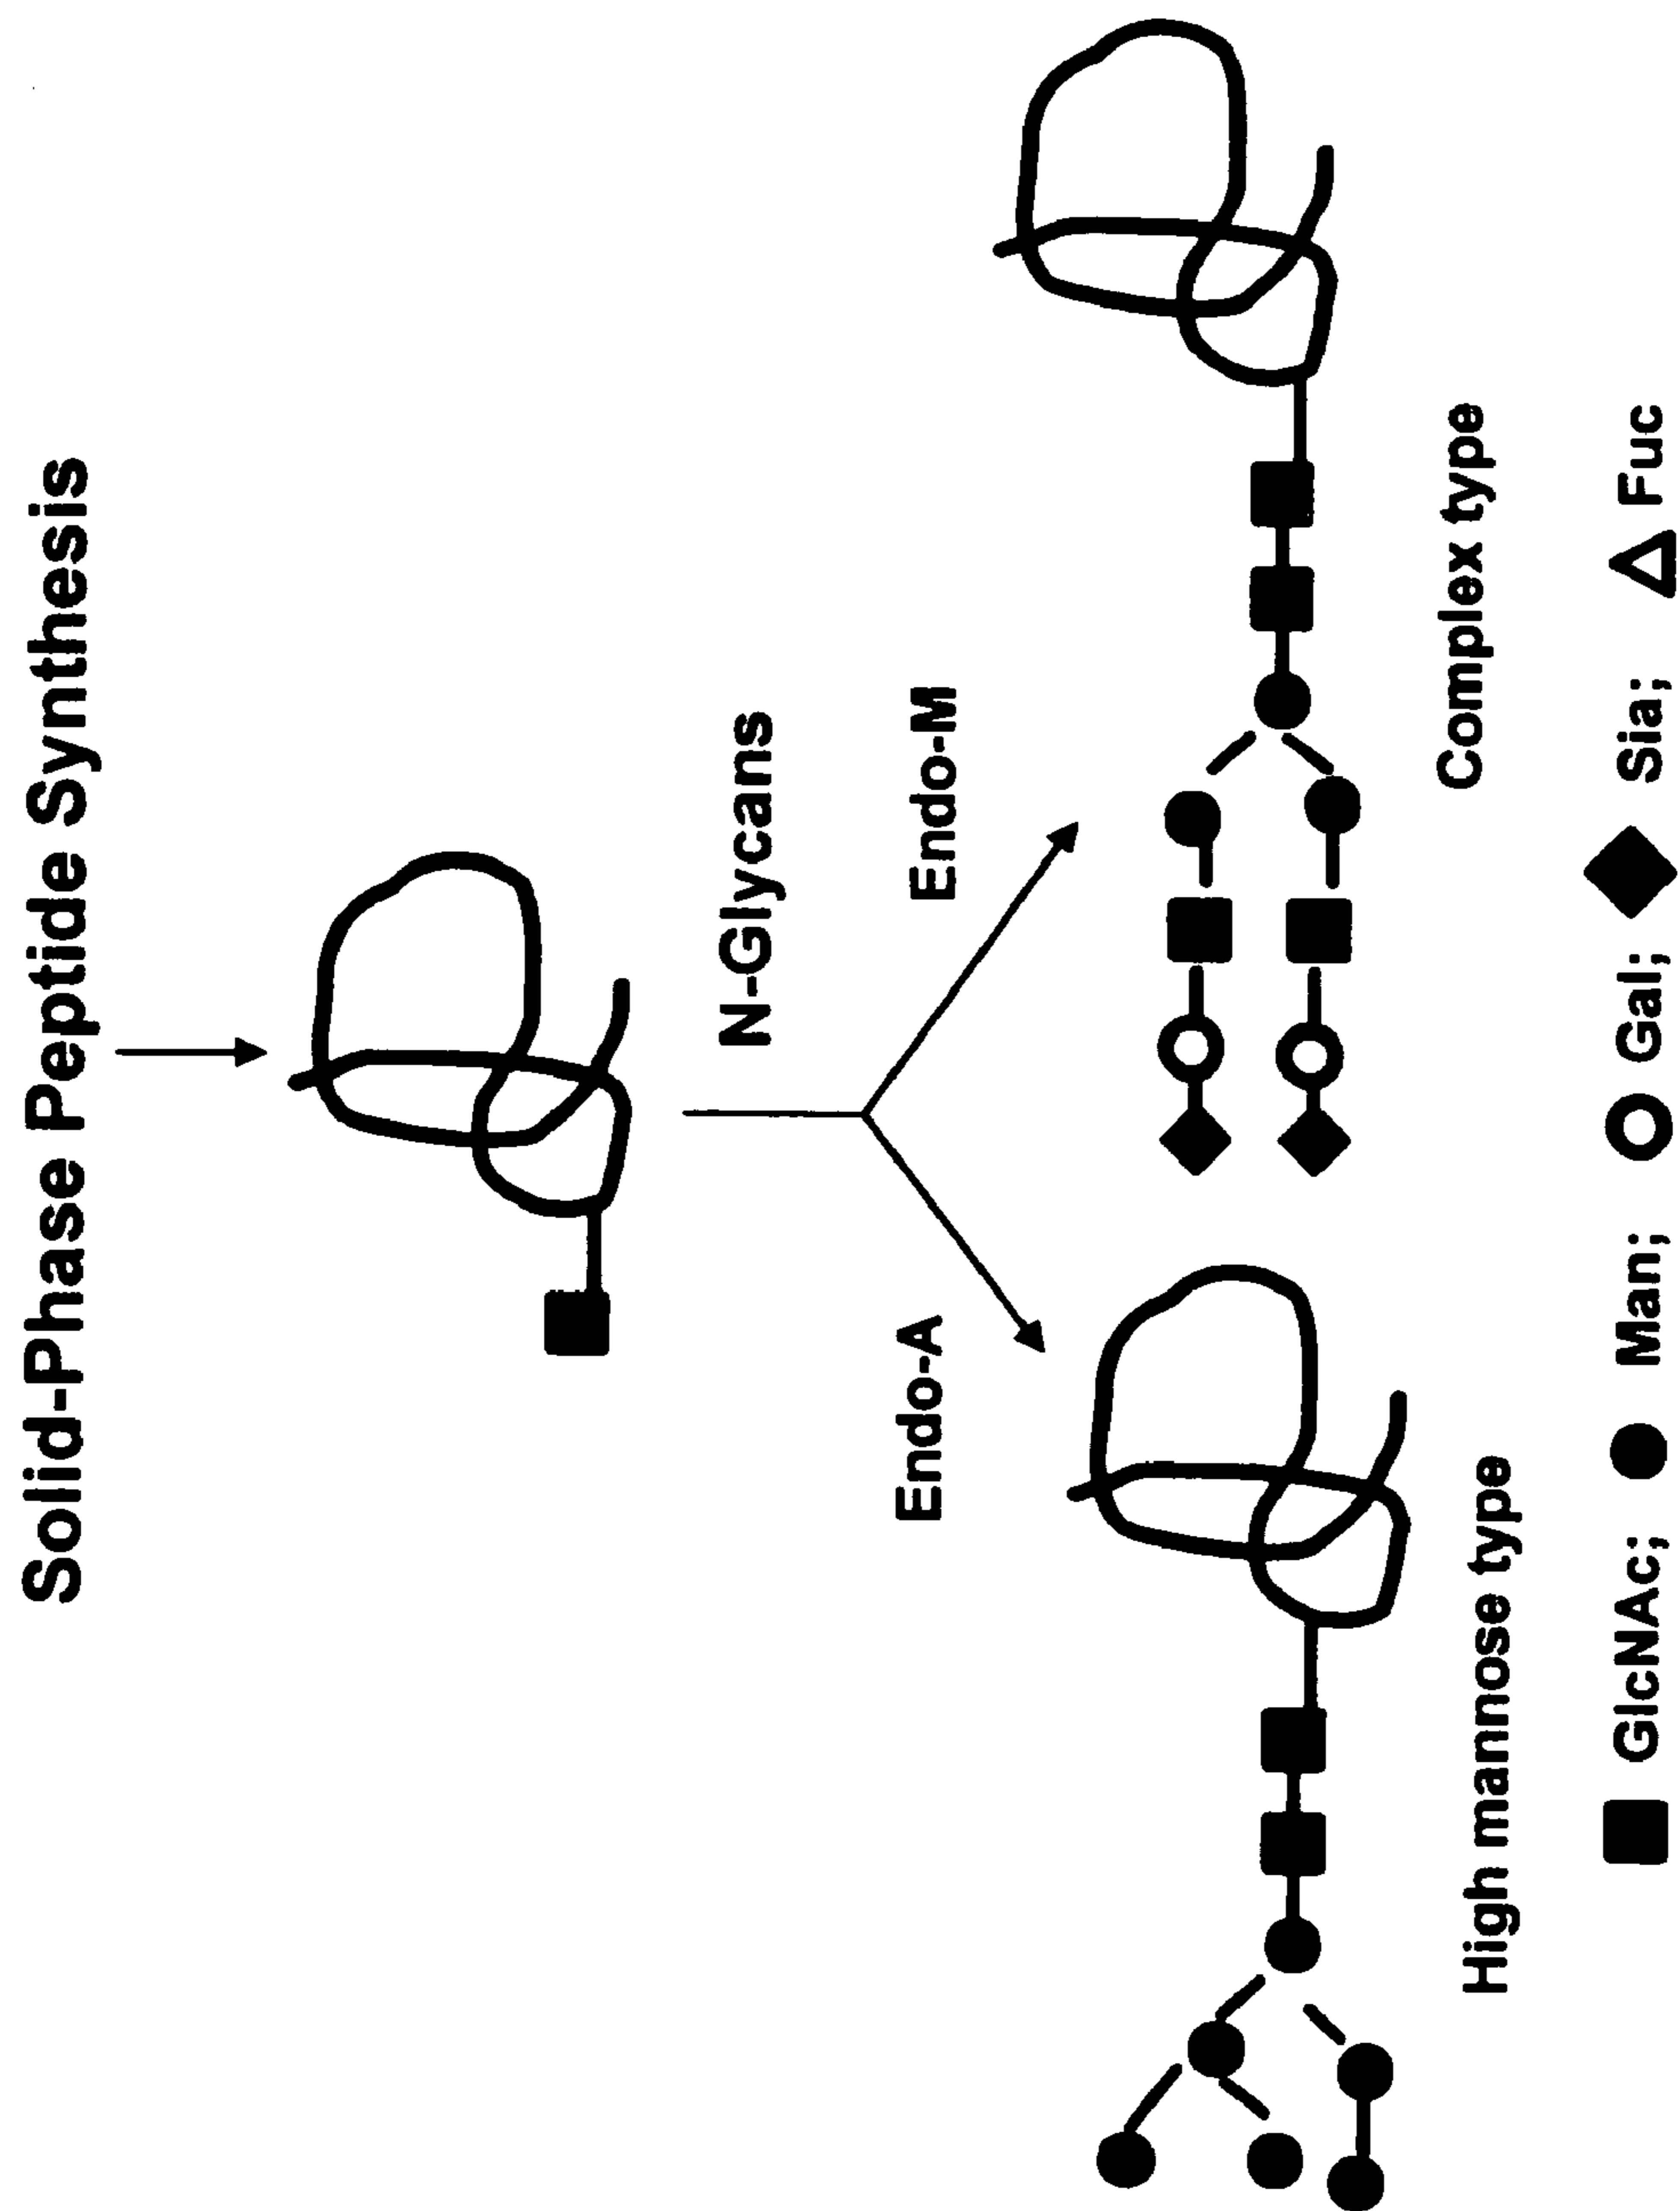 Solid-Phase Peptide Synthesis
N-Glycans
Endo-A
Endo-M
High mannose type
Complex type
GlcNAc; Man; Gal; Sia; Fuc